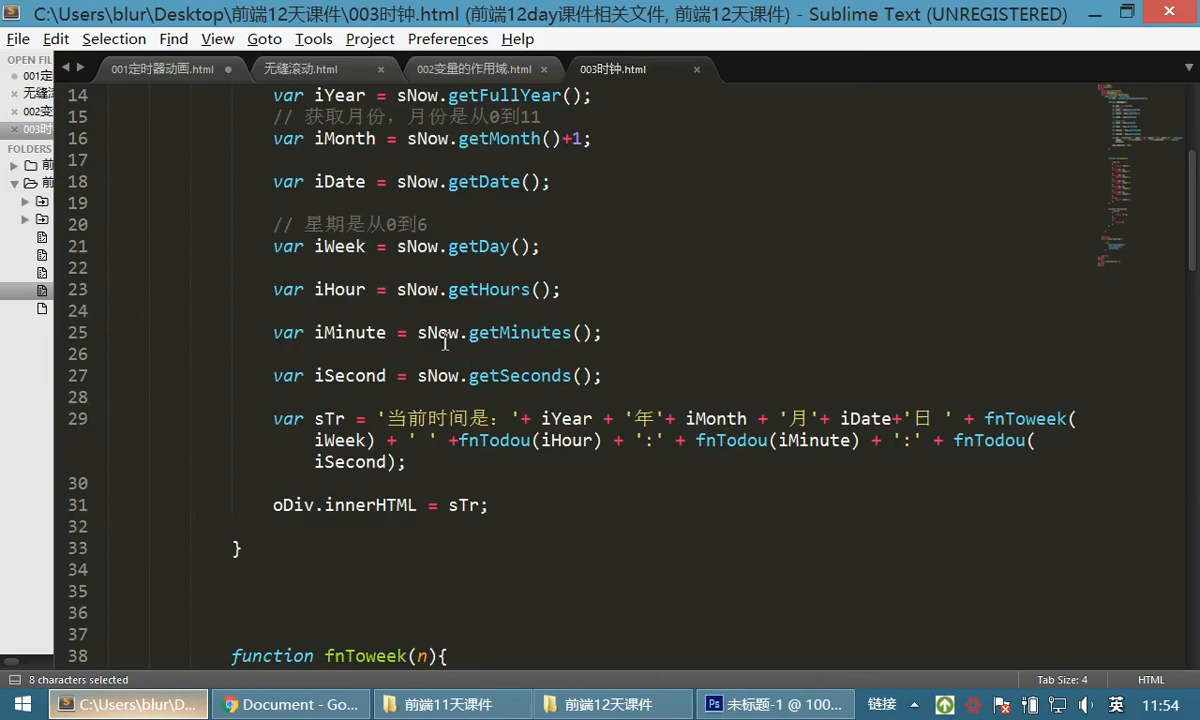 C:\Users\blur\Desktop\前端12天课件\003时钟.html (前端12day课件相关文件, 前端12天课件) - Sublime Text (UNREGISTERED)
File Edit Selection Find View Goto Tools Project Preferences Help
OPEN FIL
001定时器动画.html 无缝滚动.html × 002变量的作用域.html × 003时钟.html ×
001定
× 无缝滚
× 002变
× 003时
FOLDERS
前
前
14 var iYear = sNow.getFullYear();
15 // 获取月份，月份是从0到11
16 var iMonth = sNow.getMonth()+1;
17
18 var iDate = sNow.getDate();
19
20 // 星期是从0到6
21 var iWeek = sNow.getDay();
22
23 var iHour = sNow.getHours();
24
25 var iMinute = sNow.getMinutes();
26
27 var iSecond = sNow.getSeconds();
28
29 var sTr = '当前时间是：'+ iYear + '年'+ iMonth + '月'+ iDate+'日 ' + fnToweek(
iWeek) + ' ' +fnTodou(iHour) + ':' + fnTodou(iMinute) + ':' + fnTodou(
iSecond);
30
31 oDiv.innerHTML = sTr;
32
33 }
34
35
36
37
38 function fnToweek(n){
8 characters selected Tab Size: 4 HTML
C:\Users\blur\D... Document - Go... 前端11天课件 前端12天课件 Ps 未标题-1 @ 100... 链接 英 11:54